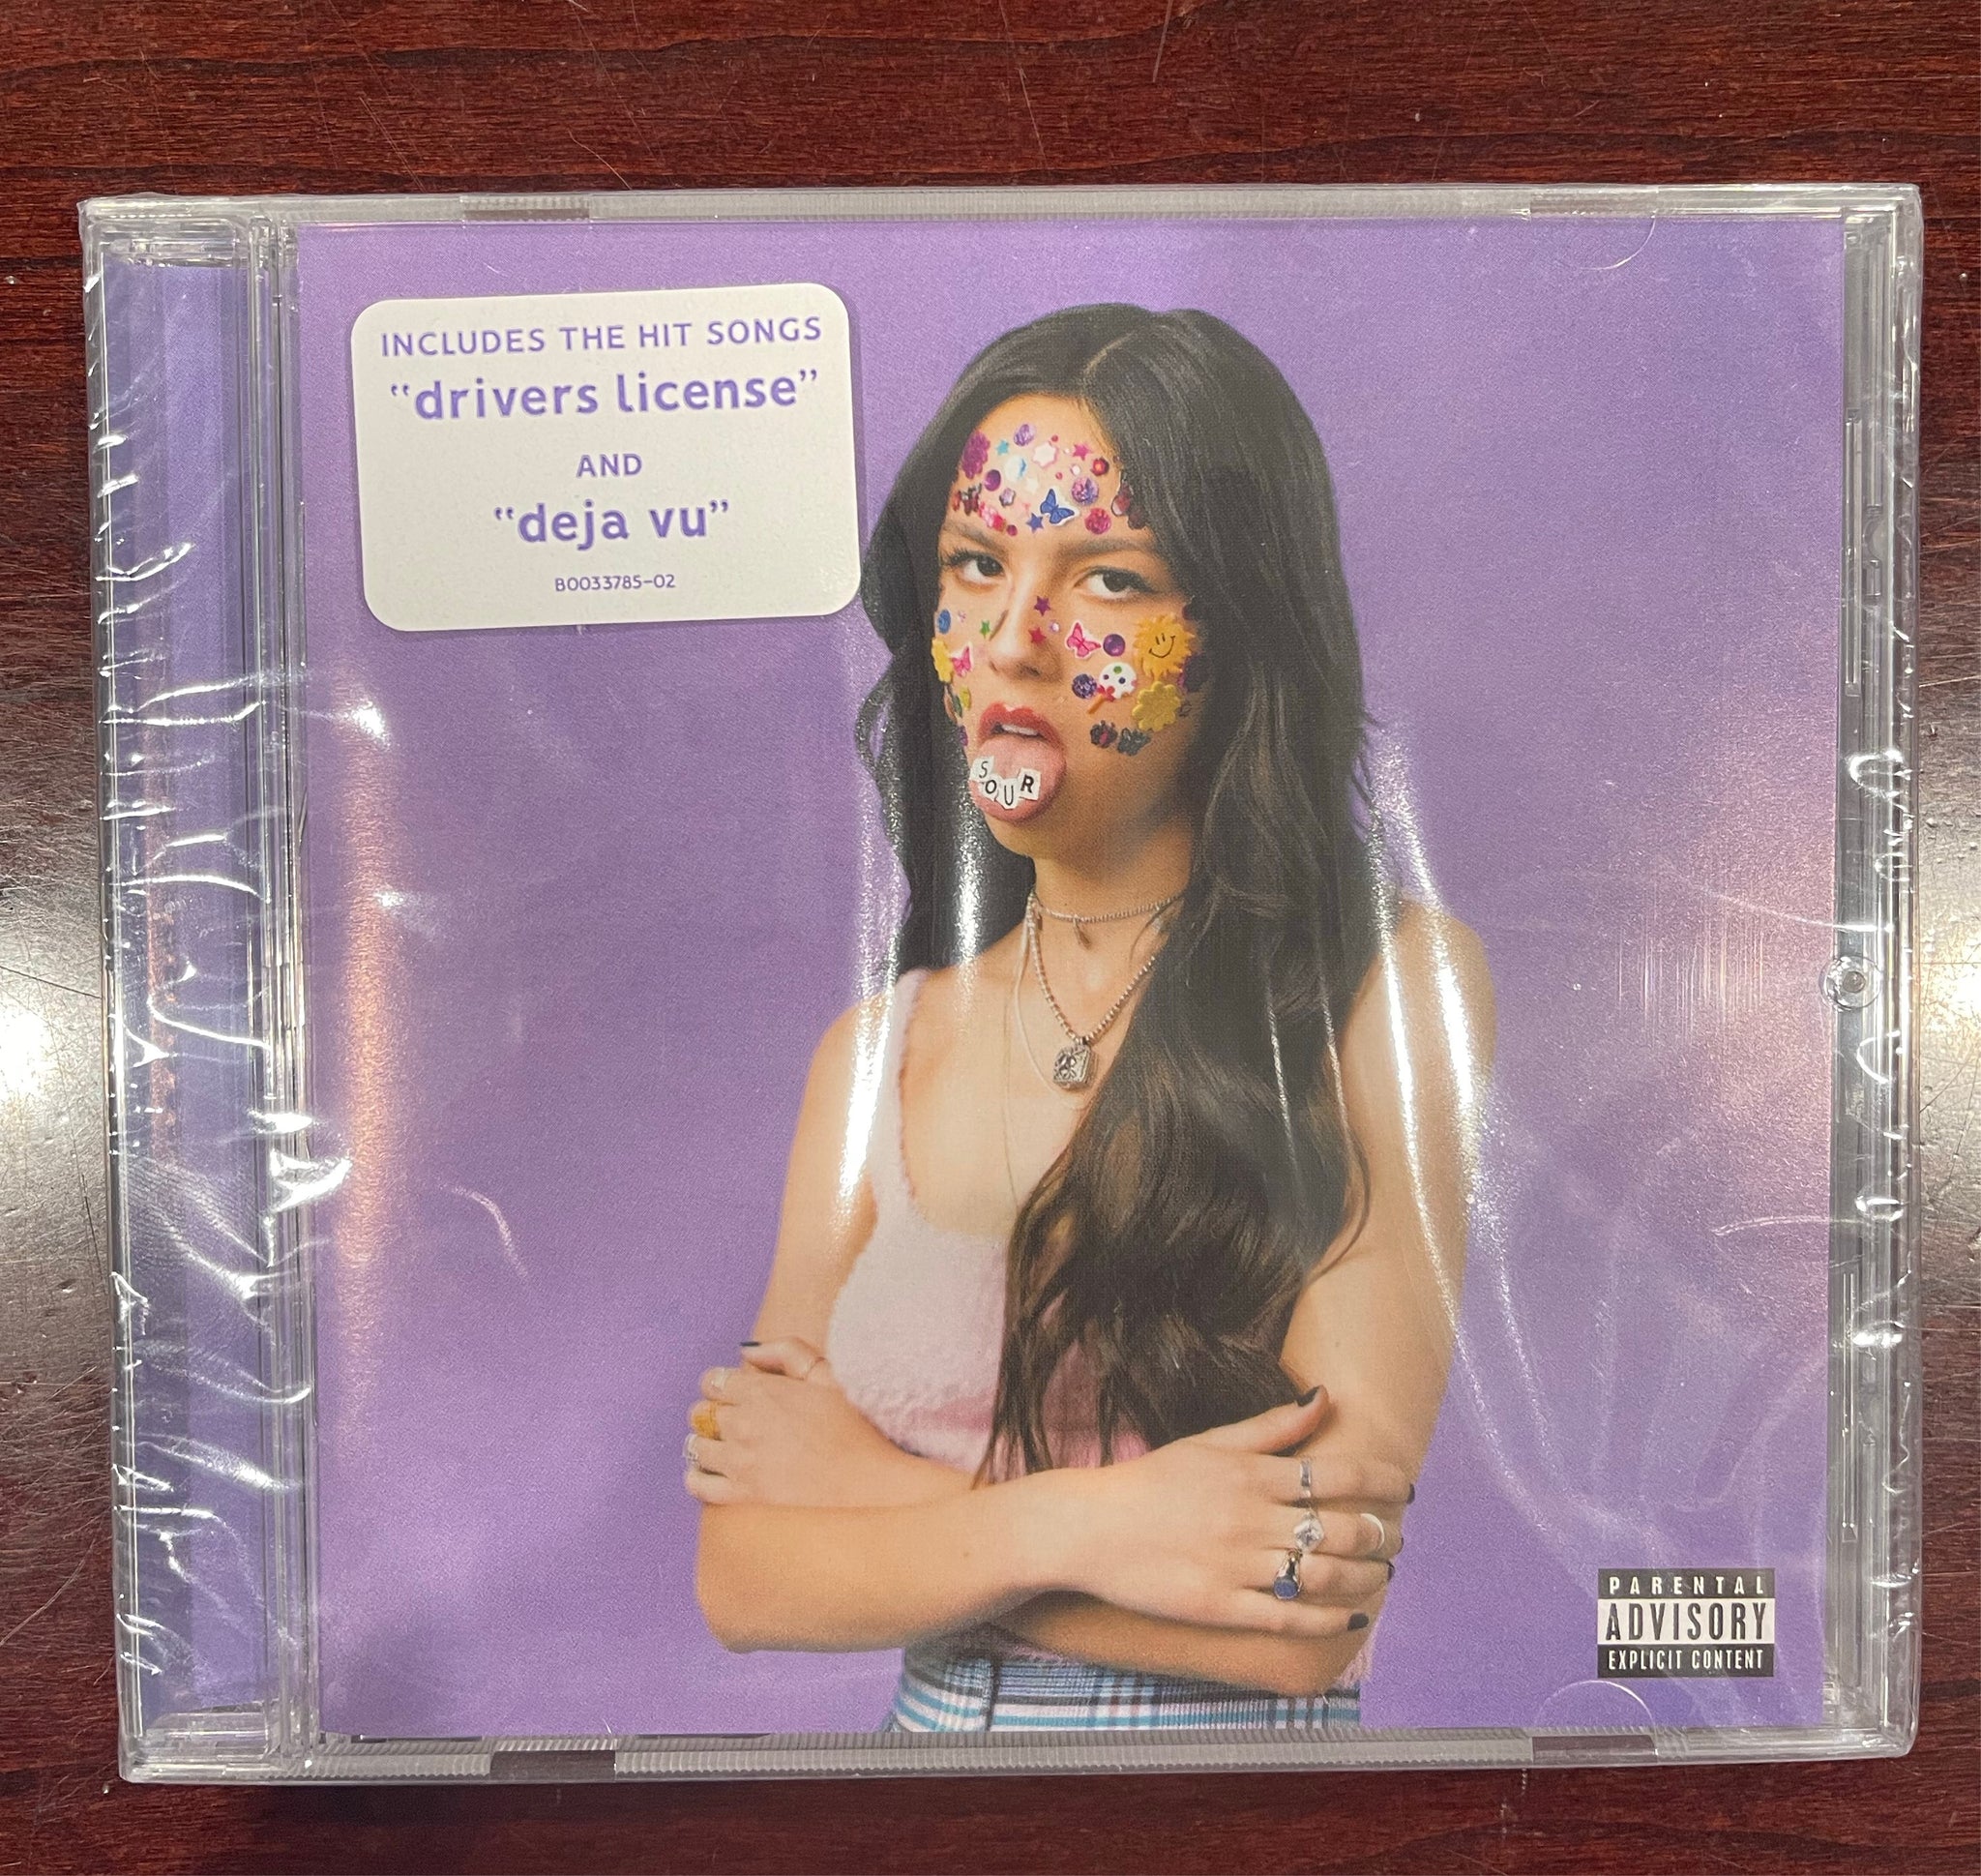 INCLUDES THE HIT SONGS
“drivers license”
AND
“deja vu”
B0033785-02
SOUR
PARENTAL
ADVISORY
EXPLICIT CONTENT